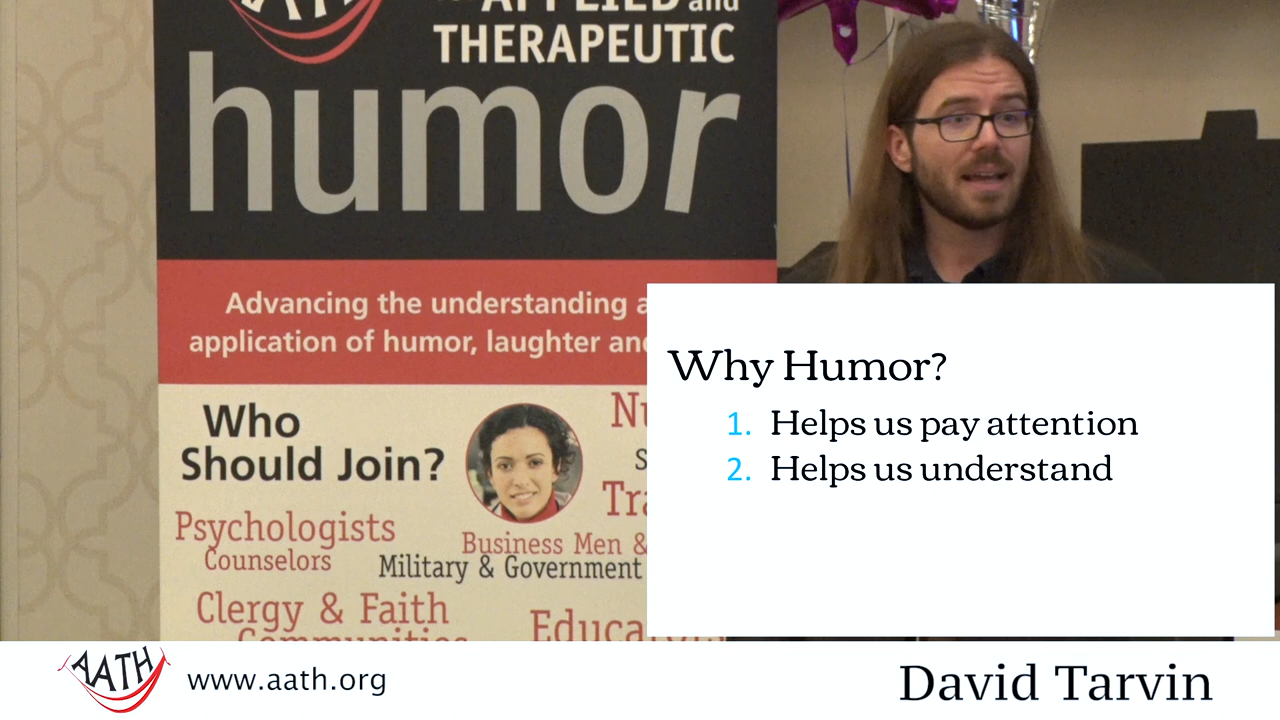 AATH
APPLIED and
THERAPEUTIC
humor
Advancing the understanding
application of humor, laughter
Who
Should Join?
Psychologists
Counselors
Business Men &
Military & Government
Clergy & Faith
Communities
Why Humor?
1. Helps us pay attention
2. Helps us understand
AATH
www.aath.org
David Tarvin